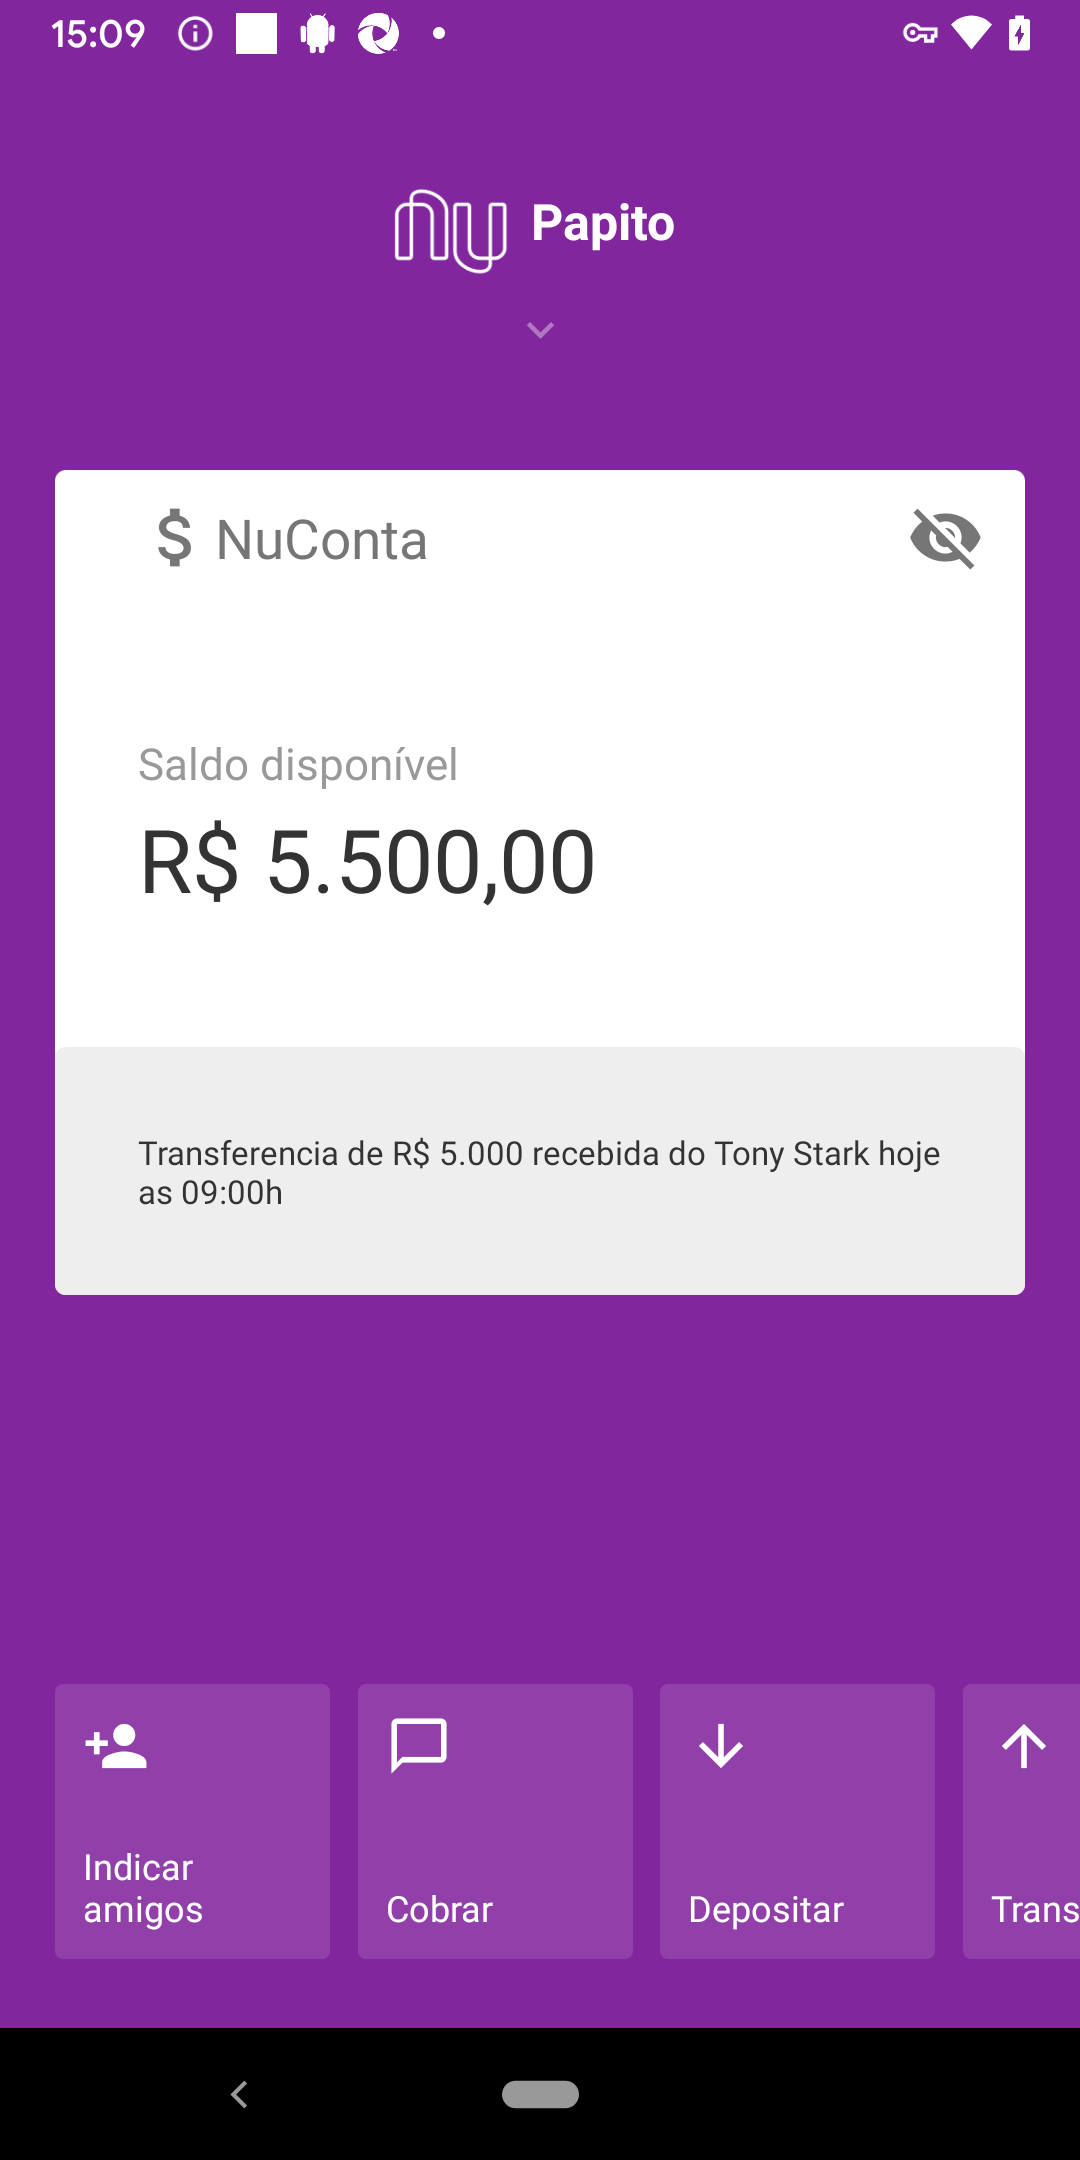 15:09
nu Papito
$ NuConta
Saldo disponível
R$ 5.500,00
Transferencia de R$ 5.000 recebida do Tony Stark hoje
as 09:00h
Indicar
amigos
Cobrar
Depositar
Trans